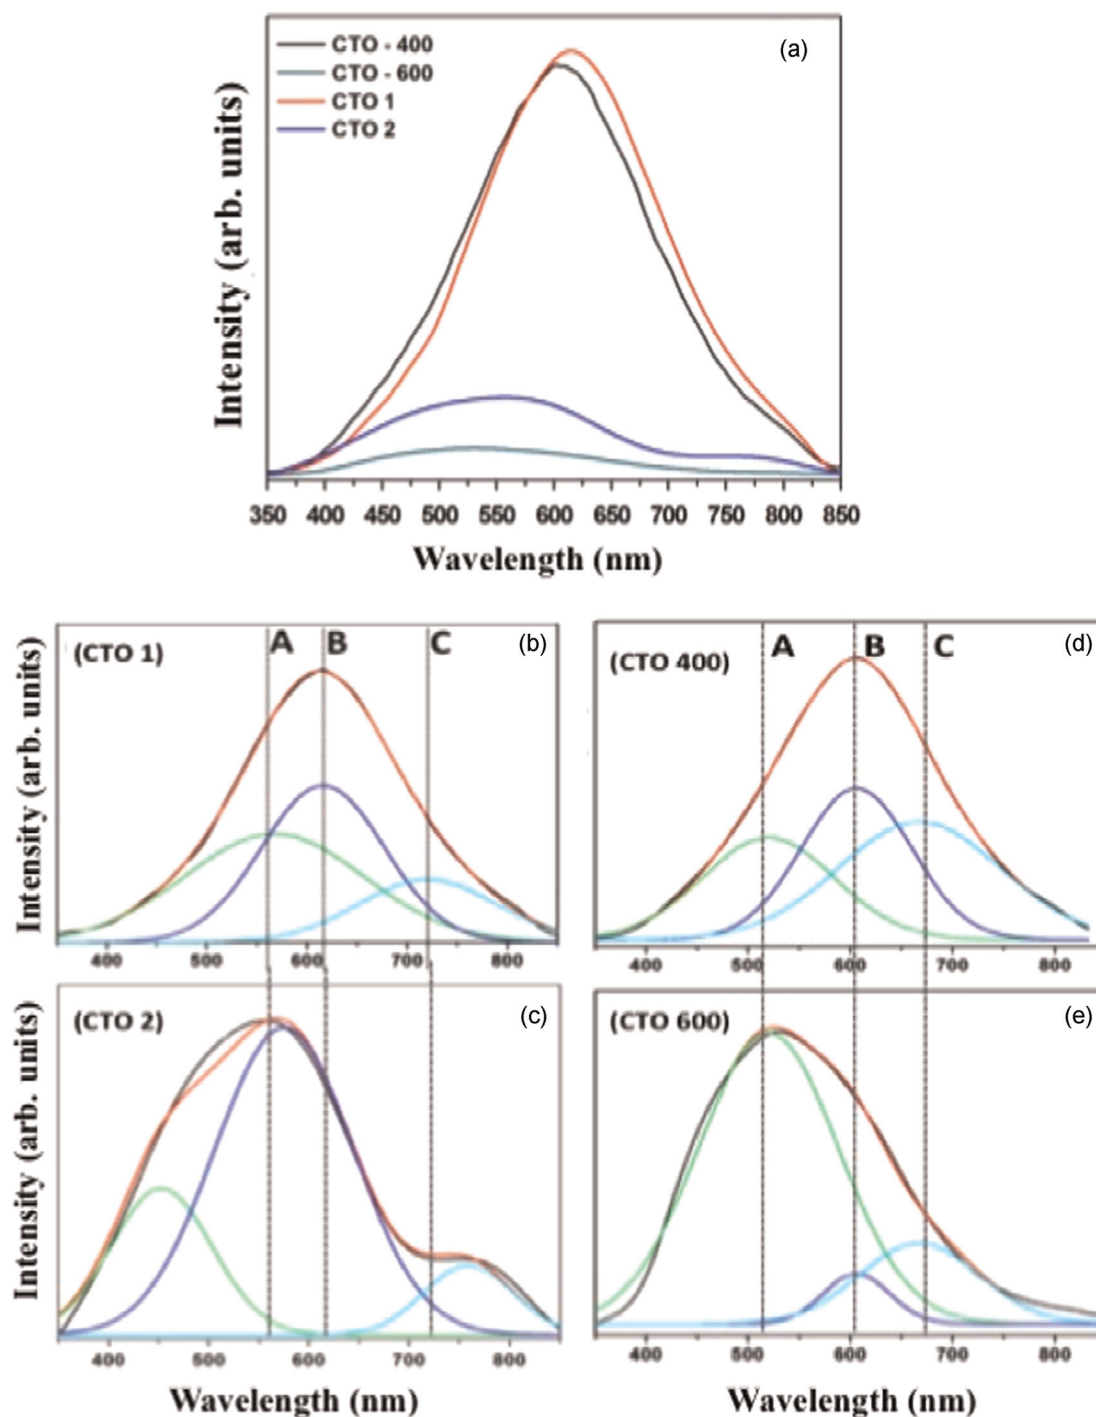 (a)
CTO - 400
CTO - 600
CTO 1
CTO 2
Intensity (arb. units)
350 400 450 500 550 600 650 700 750 800 850
Wavelength (nm)
(b)
(CTO 1)
A B C
Intensity (arb. units)
400 500 600 700 800
(d)
(CTO 400)
A B C
400 500 600 700 800
(c)
(CTO 2)
Intensity (arb. units)
400 500 600 700 800
Wavelength (nm)
(e)
(CTO 600)
400 500 600 700 800
Wavelength (nm)